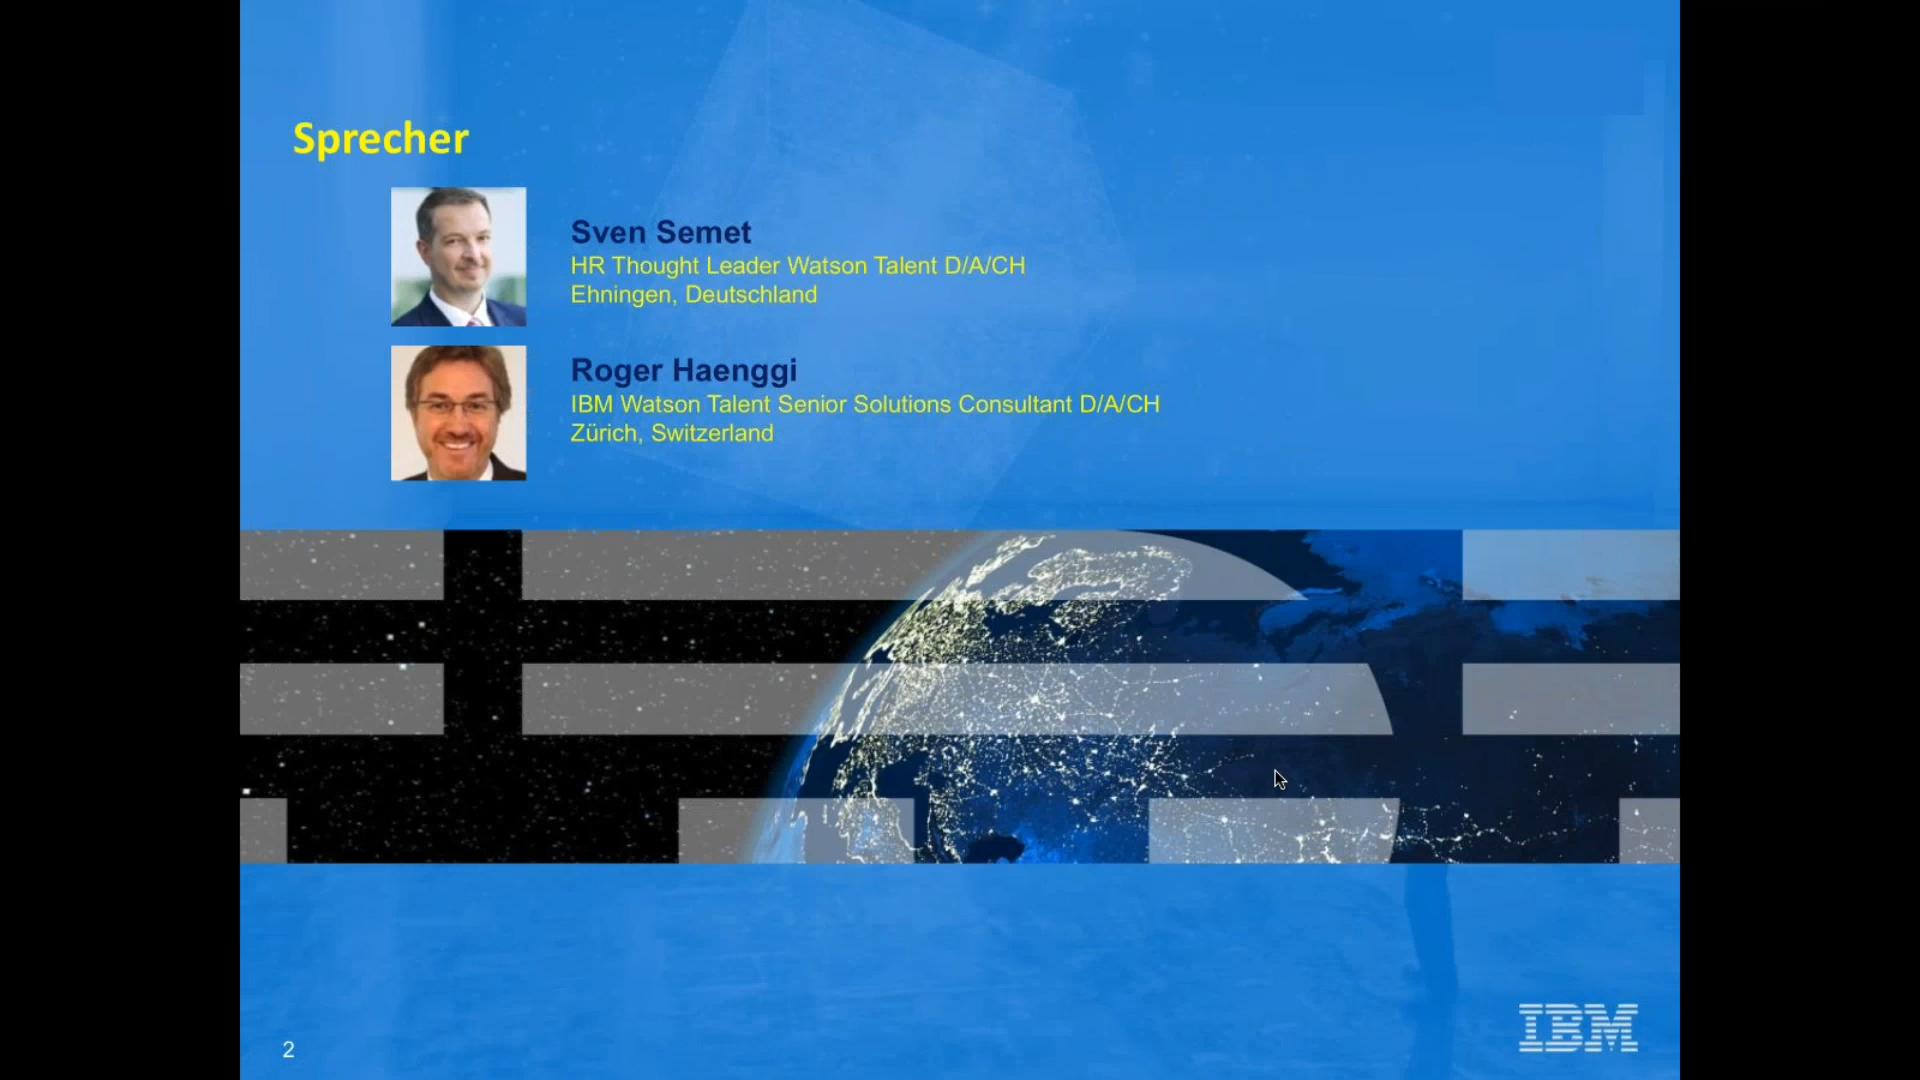 Sprecher
Sven Semet
HR Thought Leader Watson Talent D/A/CH
Ehningen, Deutschland
Roger Haenggi
IBM Watson Talent Senior Solutions Consultant D/A/CH
Zürich, Switzerland
2
IBM